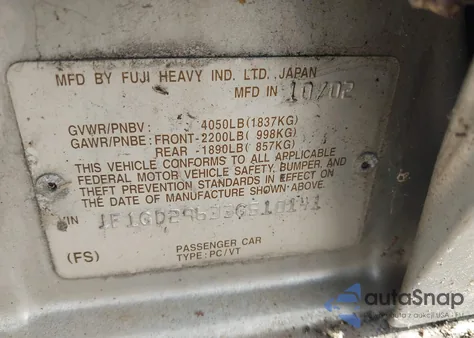 MFD BY FUJI HEAVY IND. LTD. JAPAN
MFD IN 10/02
GVWR/PNBV : 4050LB(1837KG)
GAWR/PNBE : FRONT-2200LB( 998KG)
REAR -1890LB( 857KG)
THIS VEHICLE CONFORMS TO ALL APPLICABLE
FEDERAL MOTOR VEHICLE SAFETY, BUMPER, AND
THEFT PREVENTION STANDARDS IN EFFECT ON
THE DATE OF MANUFACTURE SHOWN ABOVE.
VIN
PASSENGER CAR
(FS) TYPE : PC/VT
autaSnap